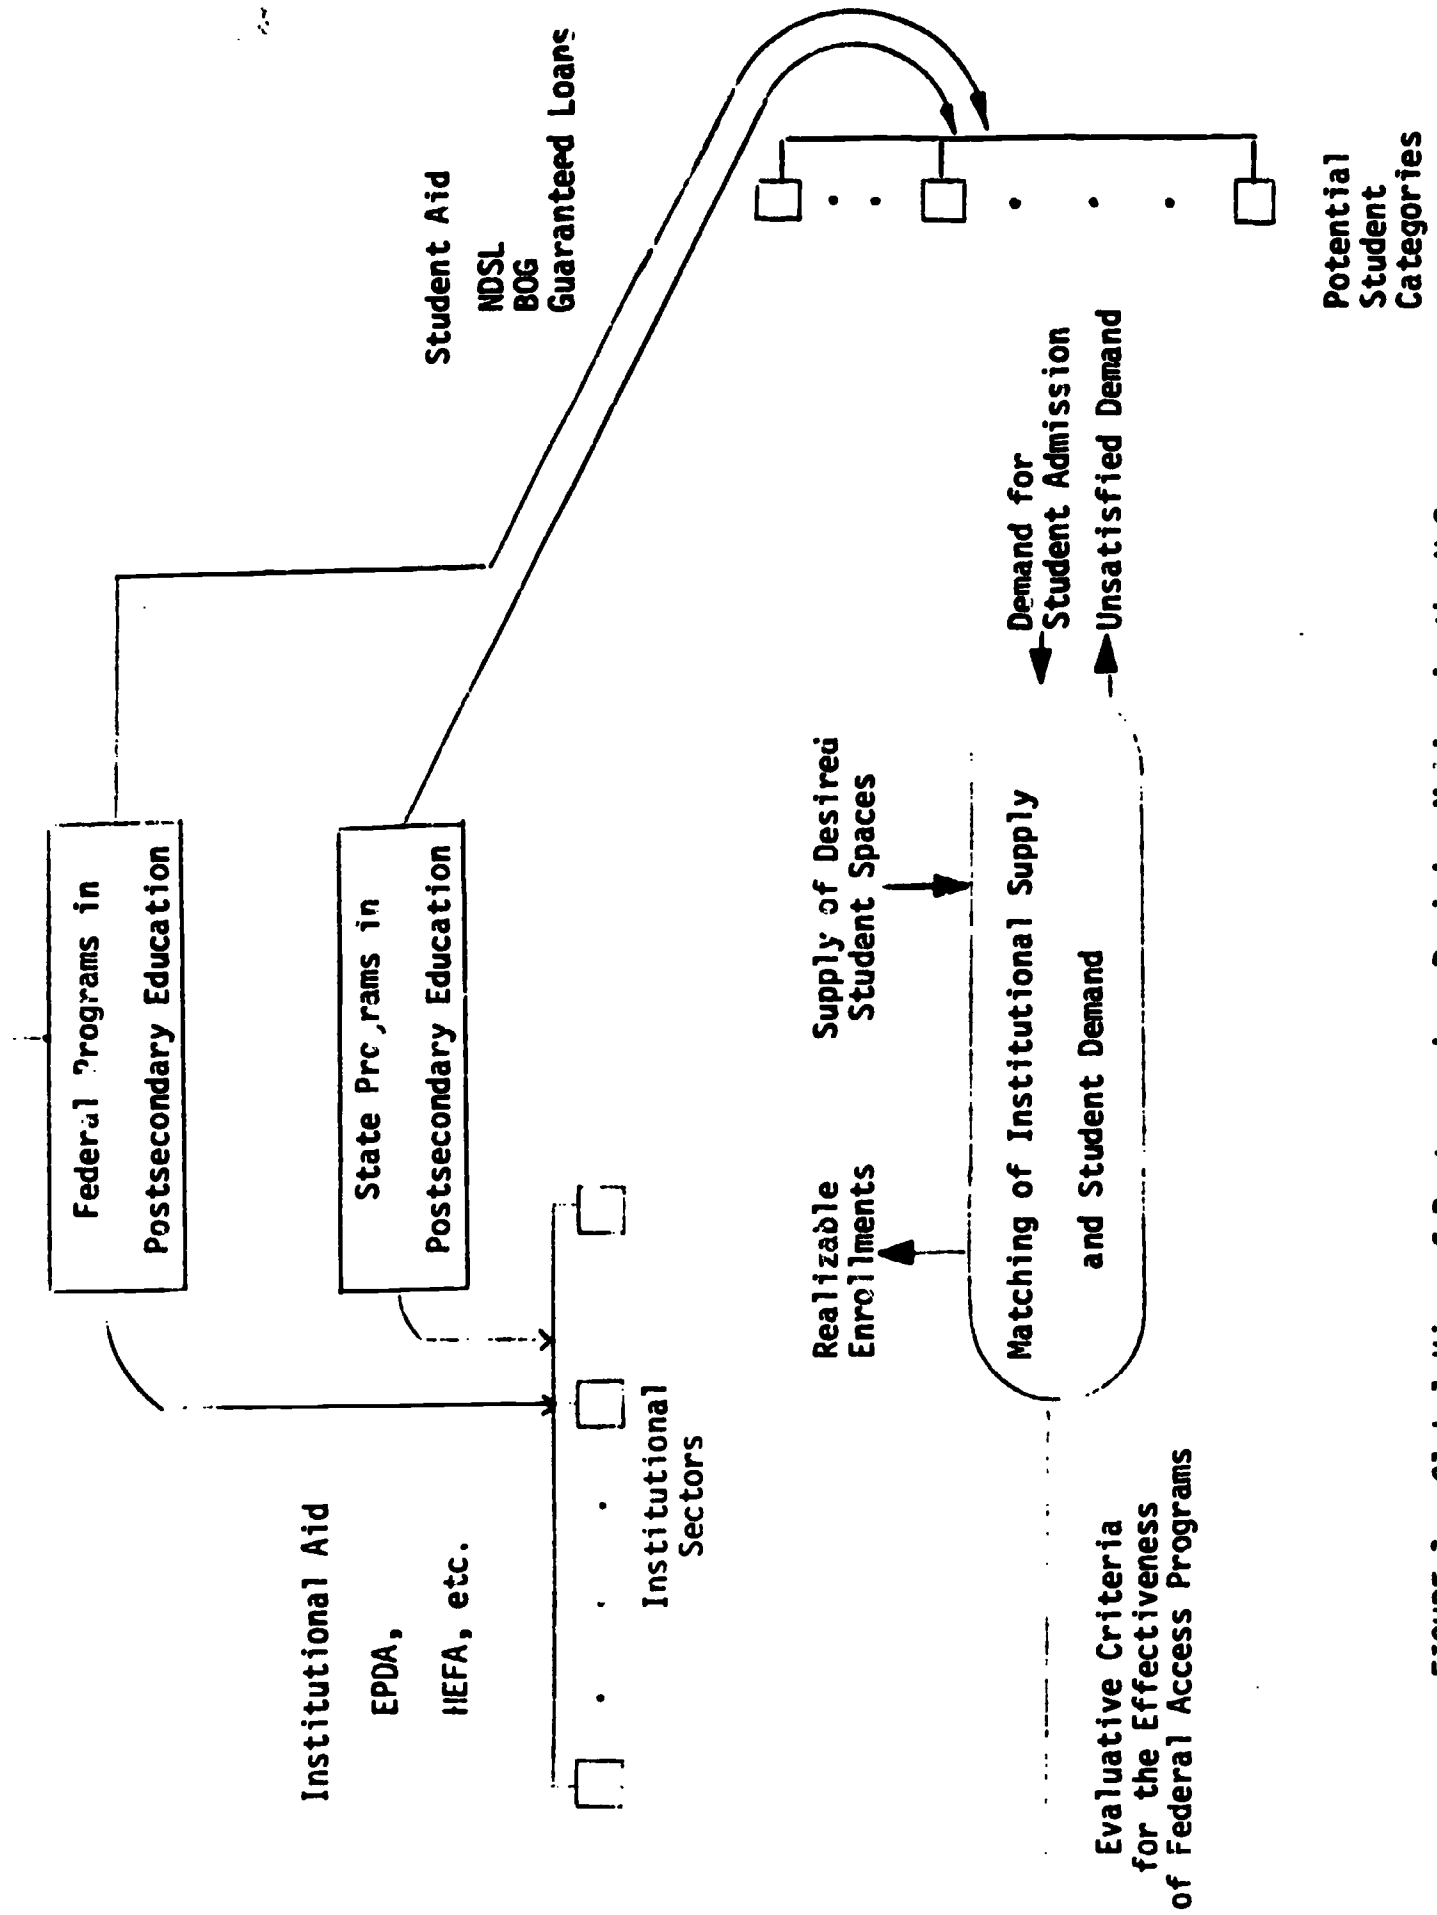 Federal Programs in
Postsecondary Education
State Programs in
Postsecondary Education
Student Aid
NDSL
BOG
Guaranteed Loans
Institutional Aid
EPDA,
HEFA, etc.
Institutional
Sectors
Realizable
Enrollments
Supply of Desired
Student Spaces
Matching of Institutional Supply
and Student Demand
Demand for
Student Admission
Unsatisfied Demand
Potential
Student
Categories
Evaluative Criteria
for the Effectiveness
of Federal Access Programs